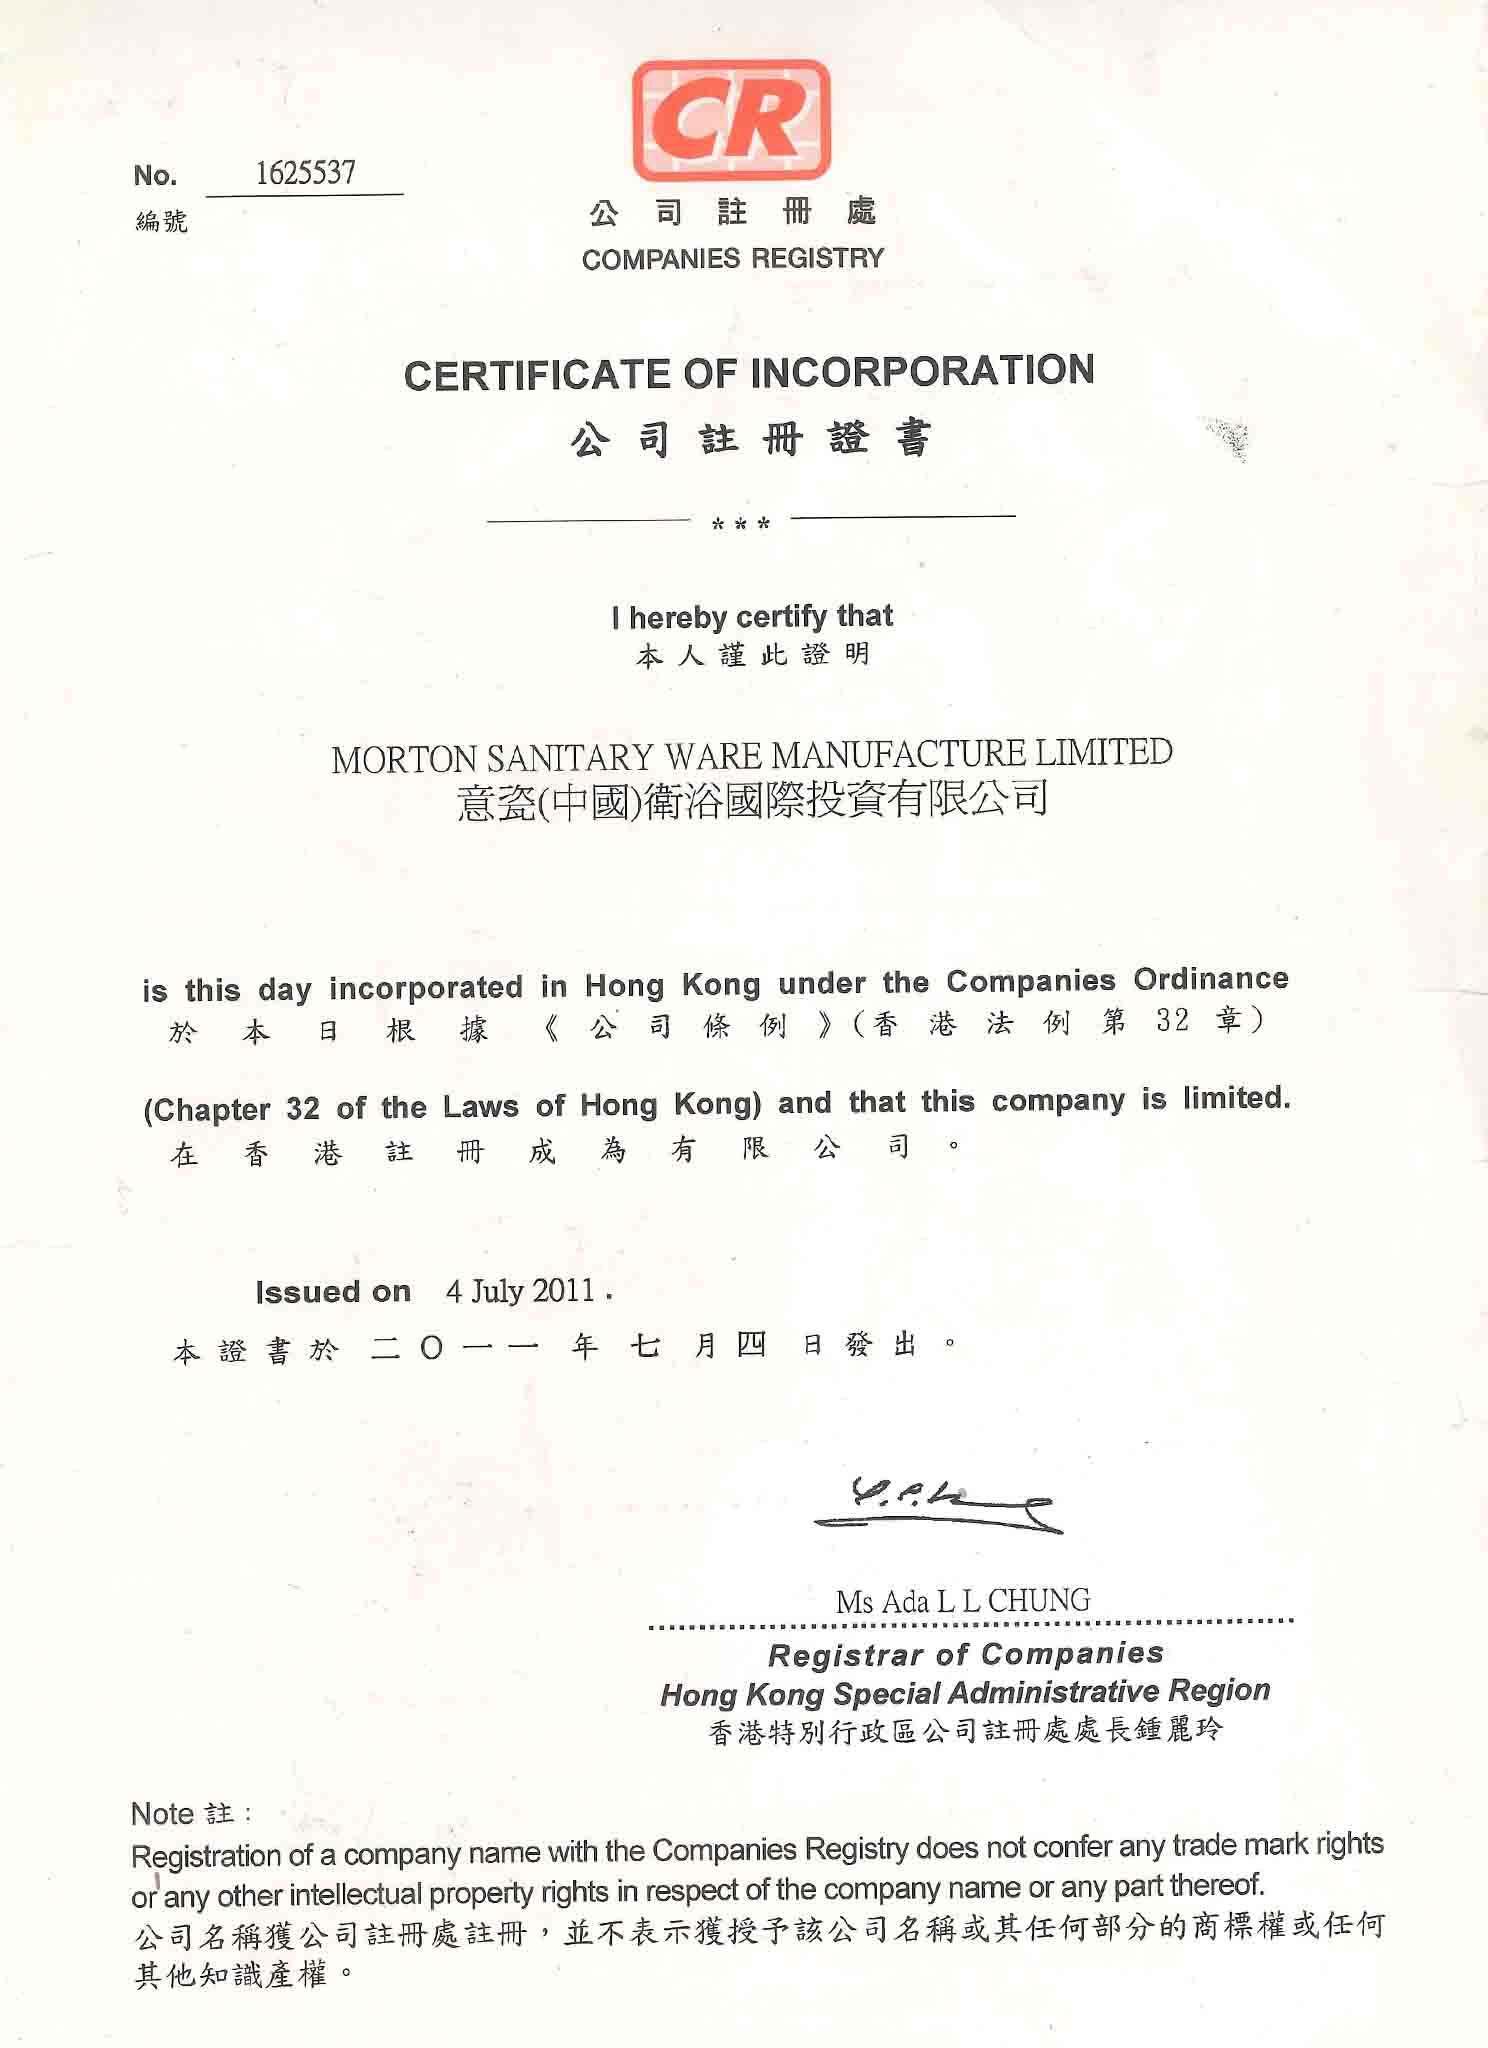 CR
No. 1625537
編號
公司註冊處
COMPANIES REGISTRY
CERTIFICATE OF INCORPORATION
公司註冊證書
***
I hereby certify that
本人謹此證明
MORTON SANITARY WARE MANUFACTURE LIMITED
意瓷(中國)衛浴國際投資有限公司
is this day incorporated in Hong Kong under the Companies Ordinance
於本日根據《公司條例》(香港法例第32章)
(Chapter 32 of the Laws of Hong Kong) and that this company is limited.
在香港註冊成為有限公司。
Issued on 4 July 2011.
本證書於二〇一一年七月四日發出。
Ms Ada L L CHUNG
Registrar of Companies
Hong Kong Special Administrative Region
香港特別行政區公司註冊處處長鍾麗玲
Note 註:
Registration of a company name with the Companies Registry does not confer any trade mark rights
or any other intellectual property rights in respect of the company name or any part thereof.
公司名稱獲公司註冊處註冊,並不表示獲授予該公司名稱或其任何部分的商標權或任何
其他知識產權。